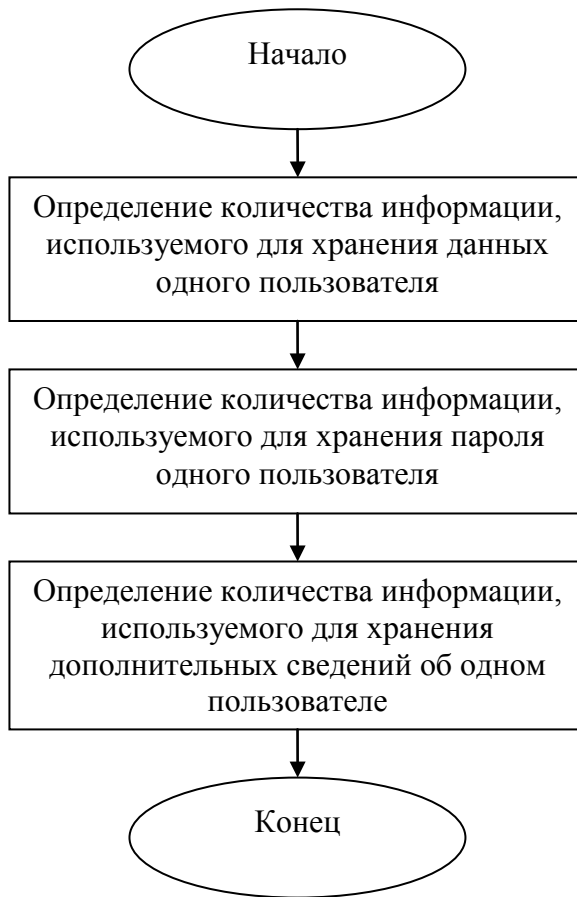 Начало
Определение количества информации,
используемого для хранения данных
одного пользователя
Определение количества информации,
используемого для хранения пароля
одного пользователя
Определение количества информации,
используемого для хранения
дополнительных сведений об одном
пользователе
Конец